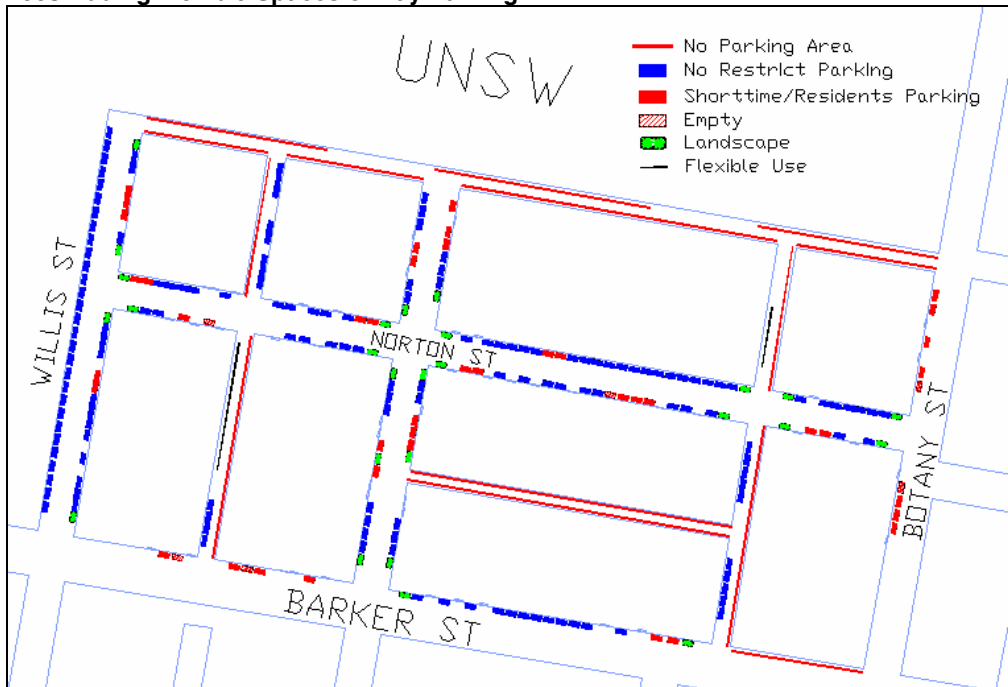 UNSW
No Parking Area
No Restrict Parking
Shorttime/Residents Parking
Empty
Landscape
Flexible Use
WILLIS ST
NORTON ST
BOTANY ST
BARKER ST